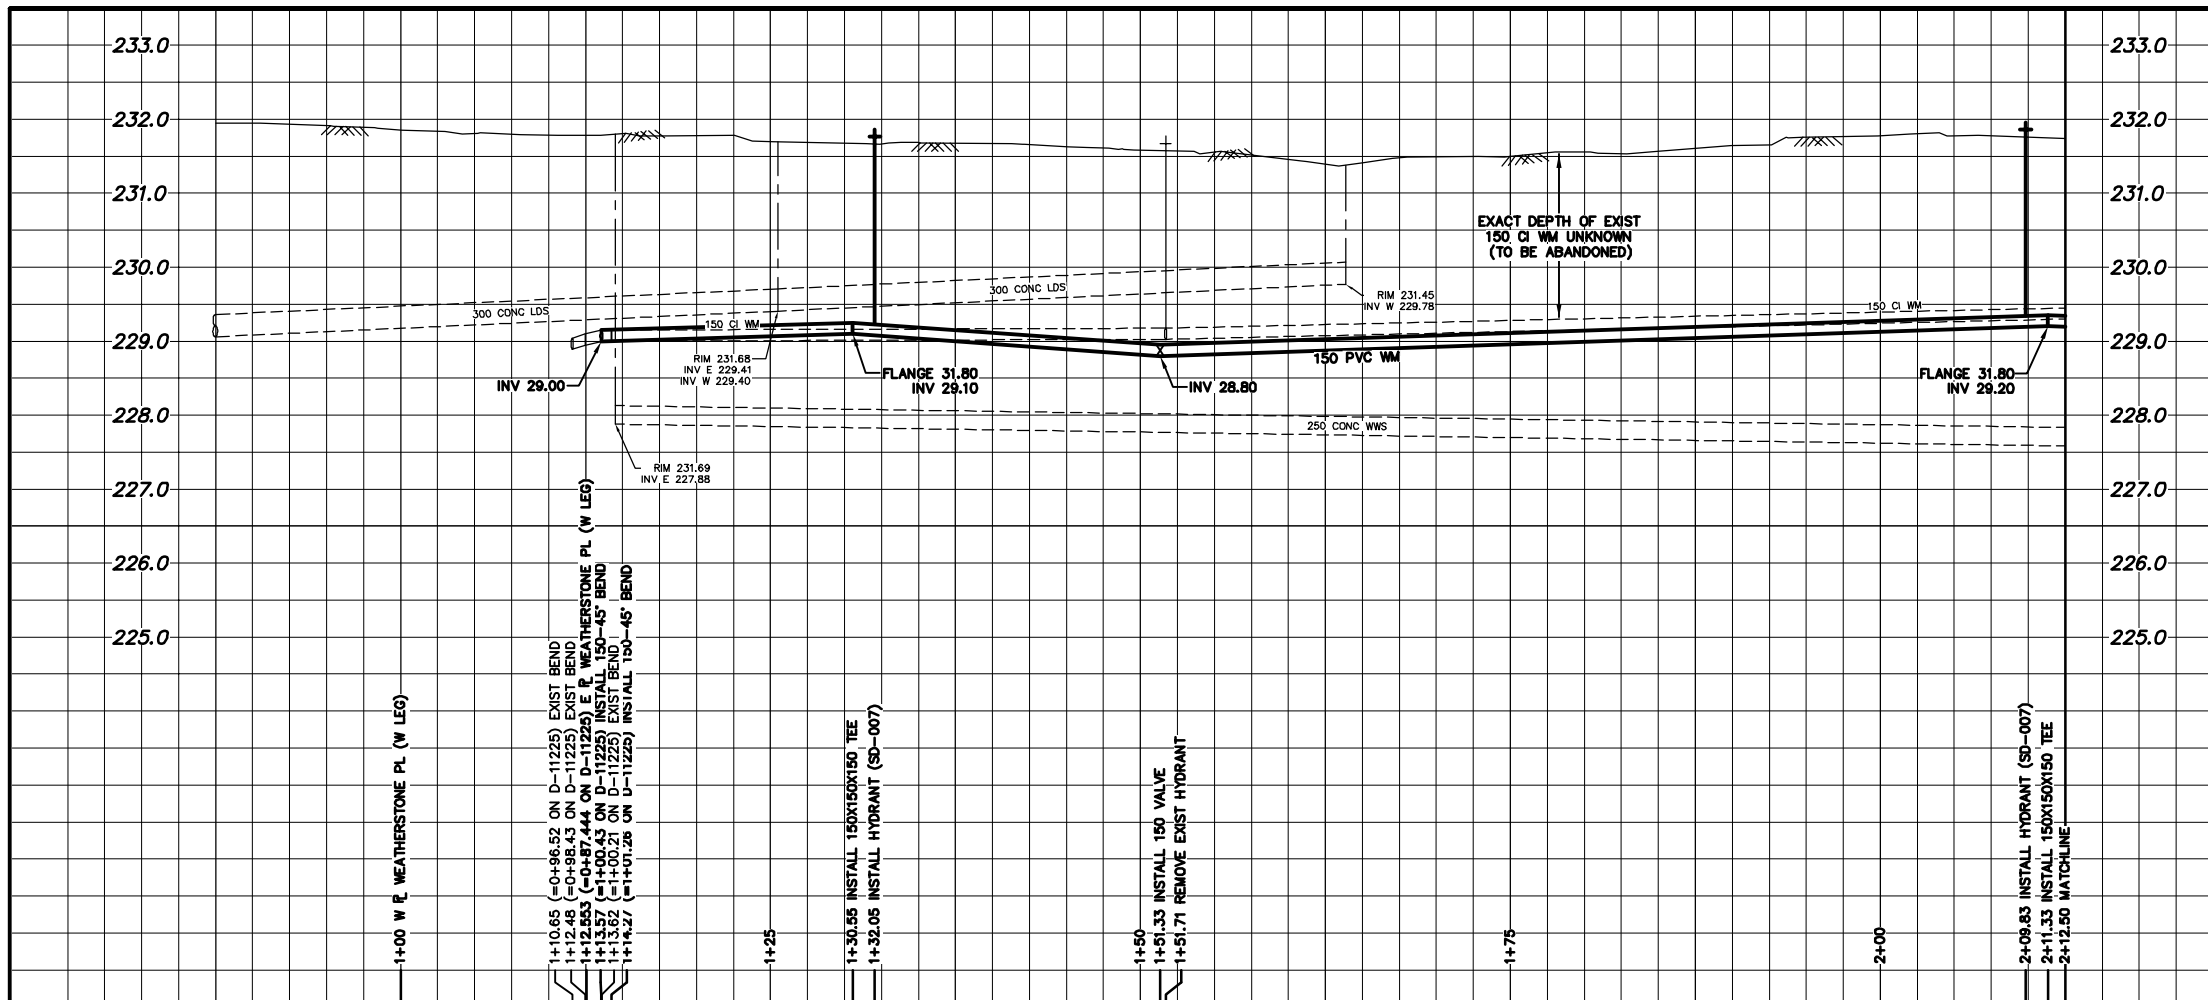 233.0
233.0
232.0
232.0
231.0
231.0
EXACT DEPTH OF EXIST
150 CI WM UNKNOWN
(TO BE ABANDONED)
230.0
230.0
300 CONC LDS
300 CONC LDS
RIM 231.45
INV W 229.78
150 CI WM
150 CI WM
229.0
229.0
150 PVC WM
RIM 231.68
INV E 229.41
INV W 229.40
INV 29.00
FLANGE 31.80
INV 29.10
INV 28.80
FLANGE 31.80
INV 29.20
228.0
228.0
250 CONC WWS
RIM 231.69
INV E 227.88
227.0
227.0
226.0
226.0
225.0
225.0
1+00 W PL WEATHERSTONE PL (W LEG)
1+10.65 (=0+96.52 ON D-11225) EXIST BEND
1+12.48 (=0+98.43 ON D-11225) EXIST BEND
1+12.553 (=0+87.444 ON D-11225) E PL WEATHERSTONE PL (W LEG)
1+13.57 (=1+00.43 ON D-11225) INSTALL 150-45° BEND
1+13.62 (=1+00.21 ON D-11225) EXIST BEND
1+14.27 (=1+01.26 ON D-11225) INSTALL 150-45° BEND
1+25
1+30.55 INSTALL 150X150X150 TEE
1+32.05 INSTALL HYDRANT (SD-007)
1+50
1+51.33 INSTALL 150 VALVE
1+51.71 REMOVE EXIST HYDRANT
1+75
2+00
2+09.83 INSTALL HYDRANT (SD-007)
2+11.33 INSTALL 150X150X150 TEE
2+12.50 MATCHLINE